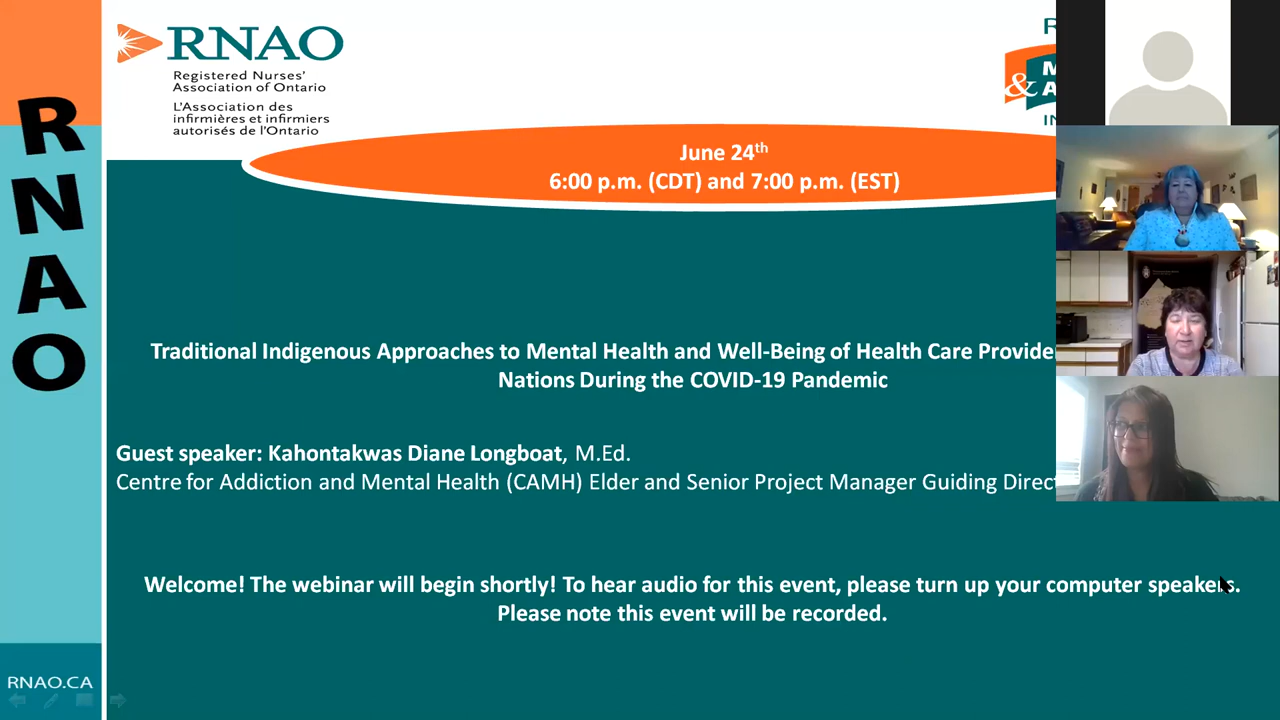 RNAO
Registered Nurses'
Association of Ontario
L'Association des
infirmières et infirmiers
autorisés de l'Ontario
RNAO
&
June 24th
6:00 p.m. (CDT) and 7:00 p.m. (EST)
Traditional Indigenous Approaches to Mental Health and Well-Being of Health Care
Nations During the COVID-19 Pandemic
Guest speaker: Kahontakwas Diane Longboat, M.Ed.
Centre for Addiction and Mental Health (CAMH) Elder and Senior Project Manager Guiding
Welcome! The webinar will begin shortly! To hear audio for this event, please turn up your computer speakers.
Please note this event will be recorded.
RNAO.CA